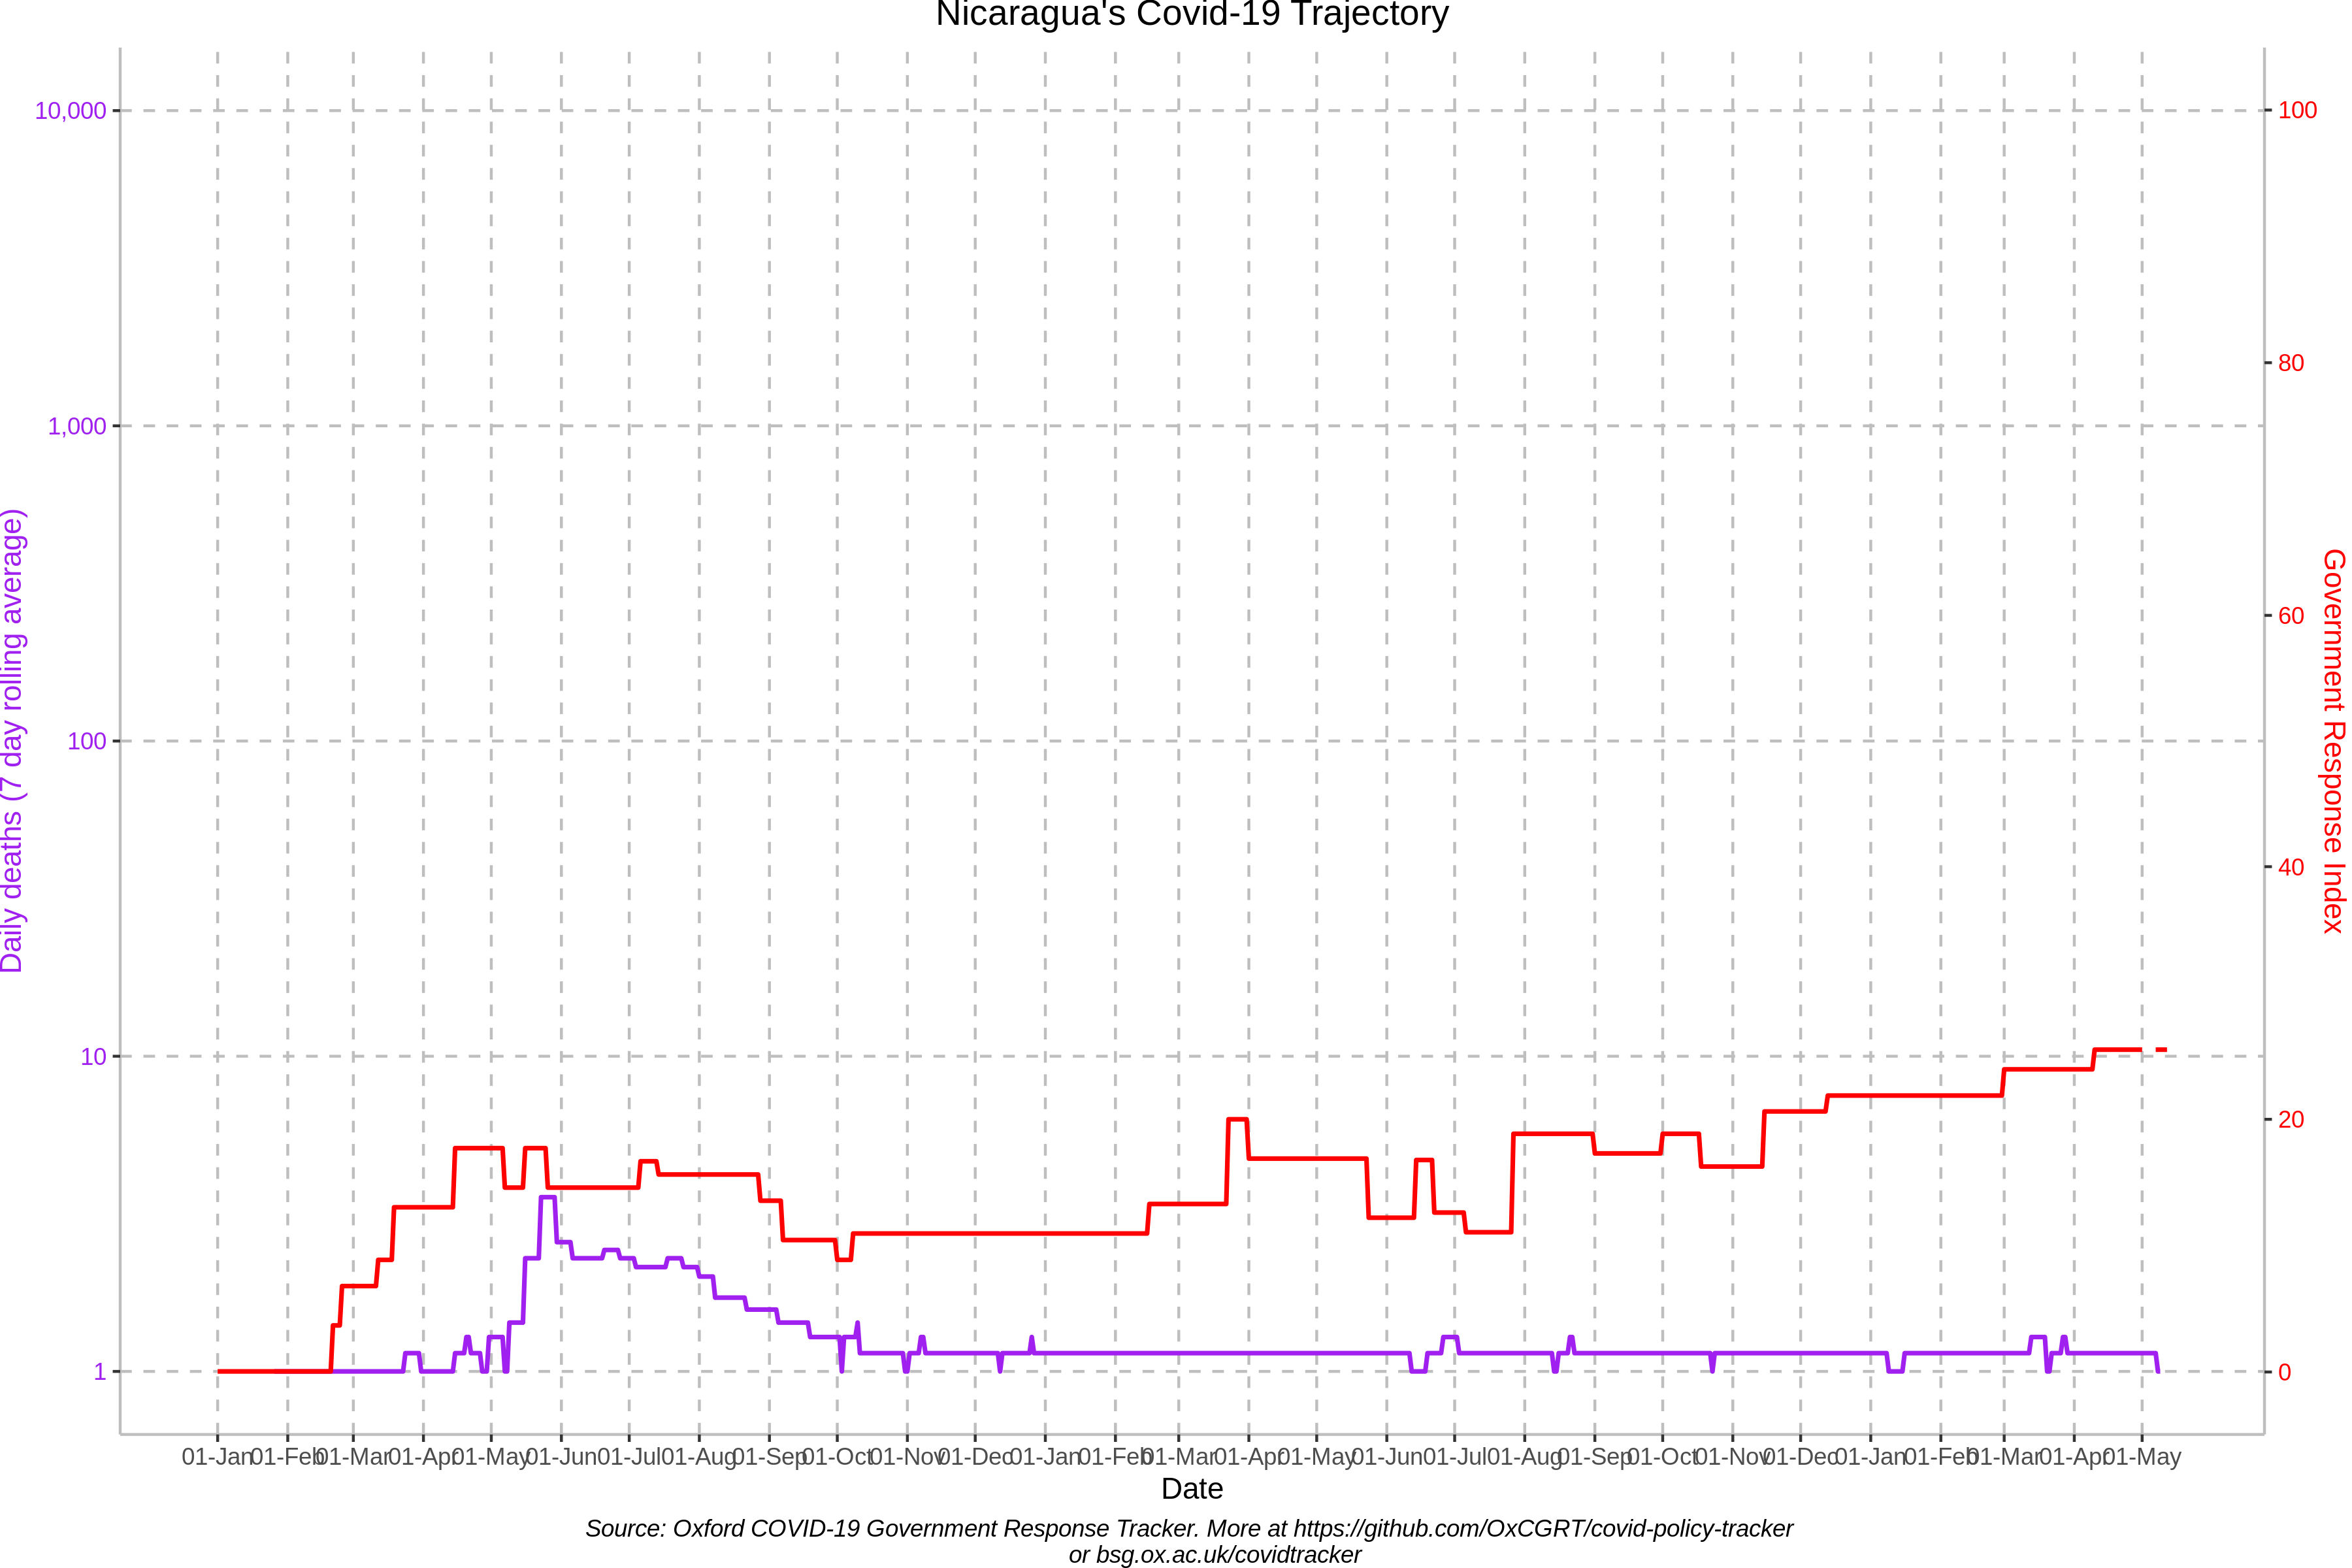 Nicaragua's Covid-19 Trajectory
10,000
1,000
100
10
1
Daily deaths (7 day rolling average)
100
80
60
40
20
0
Government Response Index
01-Jan 01-Feb 01-Mar 01-Apr 01-May 01-Jun 01-Jul 01-Aug 01-Sep 01-Oct 01-Nov 01-Dec 01-Jan 01-Feb 01-Mar 01-Apr 01-May 01-Jun 01-Jul 01-Aug 01-Sep 01-Oct 01-Nov 01-Dec 01-Jan 01-Feb 01-Mar 01-Apr 01-May
Date
Source: Oxford COVID-19 Government Response Tracker. More at https://github.com/OxCGRT/covid-policy-tracker
or bsg.ox.ac.uk/covidtracker